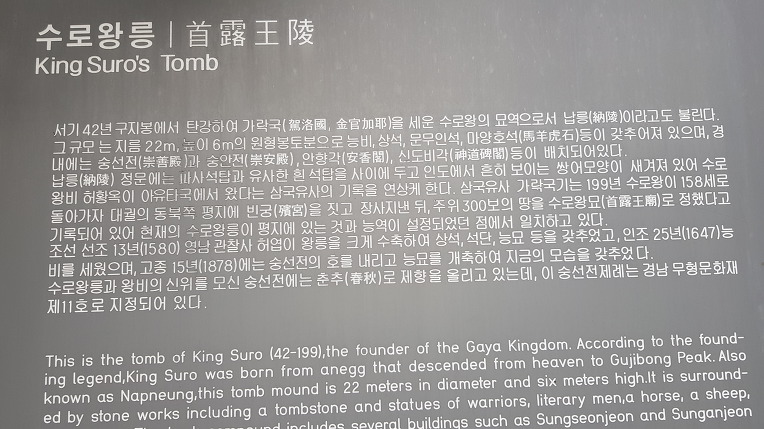 수로왕릉 | 首露王陵
King Suro's Tomb
서기 42년 구지봉에서 탄강하여 가락국(駕洛國, 金官加耶)을 세운 수로왕의 묘역으로서 납릉(納陵)이라고도 불린다.
그 규모는 지름 22m, 높이 6m의 원형봉토분으로 능비, 상석, 문무인석, 마양호석(馬羊虎石)등이 갖추어져 있으며, 경
내에는 숭선전(崇善殿)과 숭안전(崇安殿), 안향각(安香閣), 신도비각(神道碑閣)등이 배치되어있다.
납릉(納陵) 정문에는 파사석탑과 유사한 흰 석탑을 사이에 두고 인도에서 흔히 보이는 쌍어모양이 새겨져 있어 수로
왕비 허황옥이 아유타국에서 왔다는 삼국유사의 기록을 연상케 한다. 삼국유사 가락국기는 199년 수로왕이 158세로
돌아가자 대궐의 동북쪽 평지에 빈궁(殯宮)을 짓고 장사지낸 뒤, 주위 300보의 땅을 수로왕묘(首露王廟)로 정했다고
기록되어 있어 현재의 수로왕릉이 평지에 있는 것과 능역이 설정되었던 점에서 일치하고 있다.
조선 선조 13년(1580) 영남 관찰사 허엽이 왕릉을 크게 수축하여 상석, 석단, 능묘 등을 갖추었고, 인조 25년(1647)능
비를 세웠으며, 고종 15년(1878)에는 숭선전의 호를 내리고 능묘를 개축하여 지금의 모습을 갖추었다.
수로왕릉과 왕비의 신위를 모신 숭선전에는 춘추(春秋)로 제향을 올리고 있는데, 이 숭선전제례는 경남 무형문화재
제11호로 지정되어 있다.
This is the tomb of King Suro (42-199),the founder of the Gaya Kingdom. According to the found-
ing legend,King Suro was born from anegg that descended from heaven to Gujibong Peak. Also
known as Napneung,this tomb mound is 22 meters in diameter and six meters high.It is surround-
ed by stone works including a tombstone and statues of warriors, literary men,a horse, a sheep,
compound includes several buildings such as Sungseonjeon and Sunganjeon